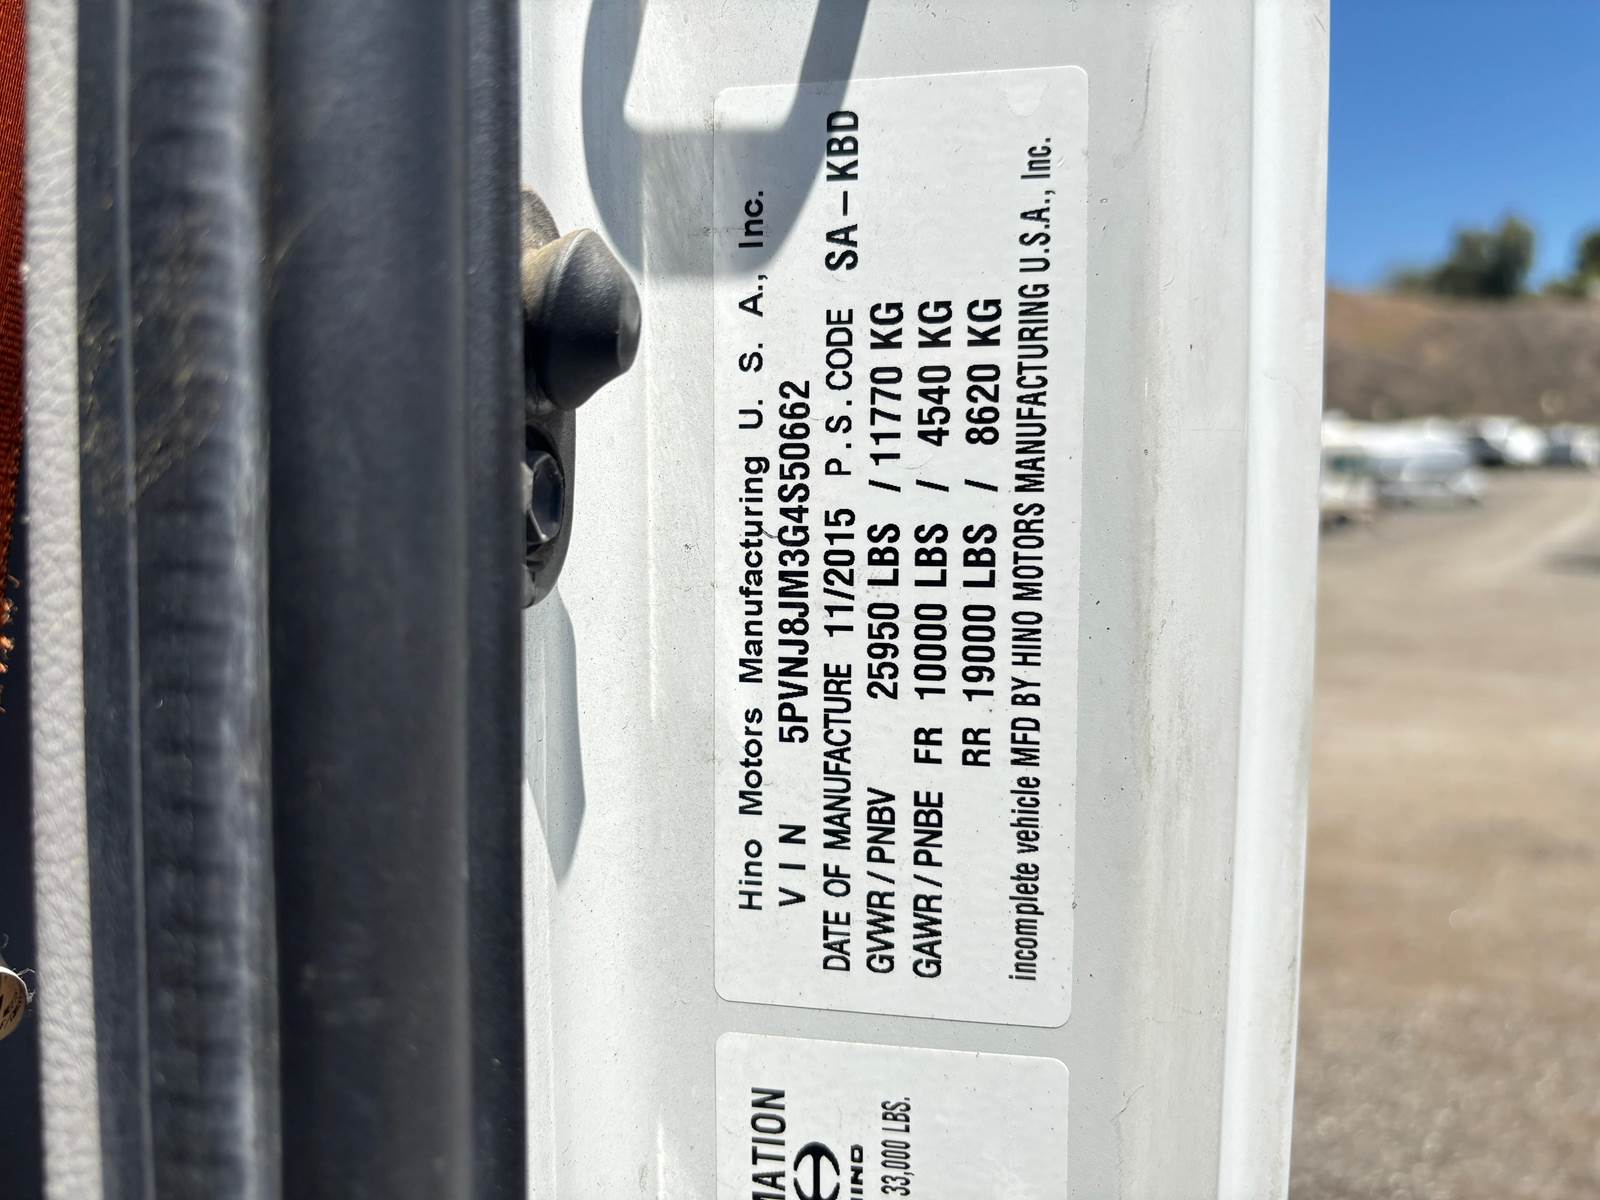 Hino Motors Manufacturing U. S. A., Inc.
VIN 5PVNJ8JM3G4S50662
DATE OF MANUFACTURE 11/2015 P.S.CODE SA-KBD
GVWR/PNBV 25950 LBS /11770 KG
GAWR/PNBE FR 10000 LBS / 4540 KG
RR 19000 LBS / 8620 KG
incomplete vehicle MFD BY HINO MOTORS MANUFACTURING U.S.A., Inc.
MATION
HINO
33,000 LBS.